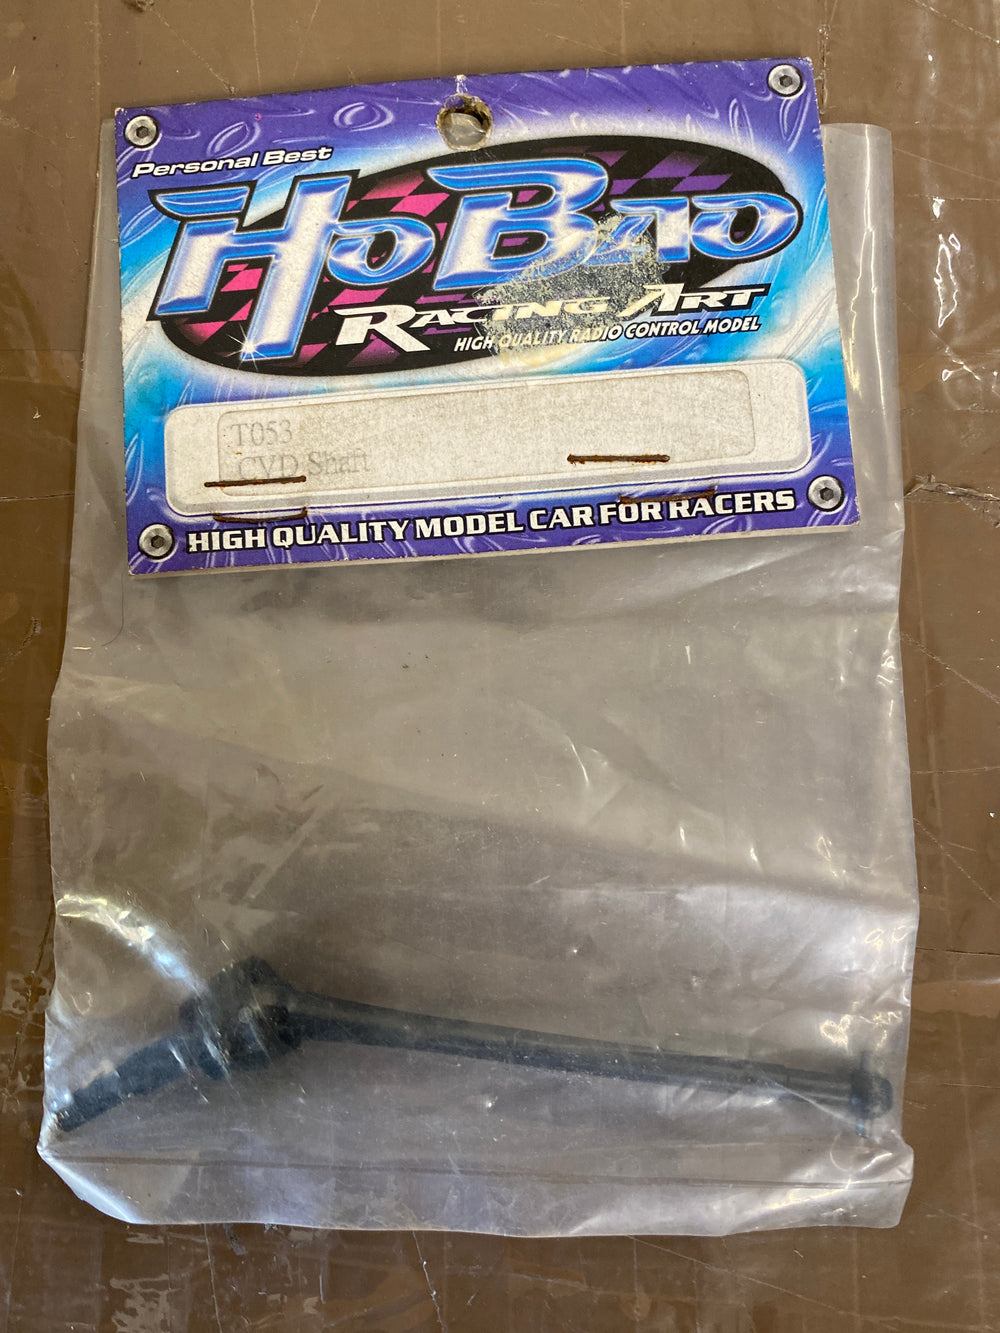 Personal Best
HoBao
RACING ART
HIGH QUALITY RADIO CONTROL MODEL
T053
CVD Shaft
HIGH QUALITY MODEL CAR FOR RACERS